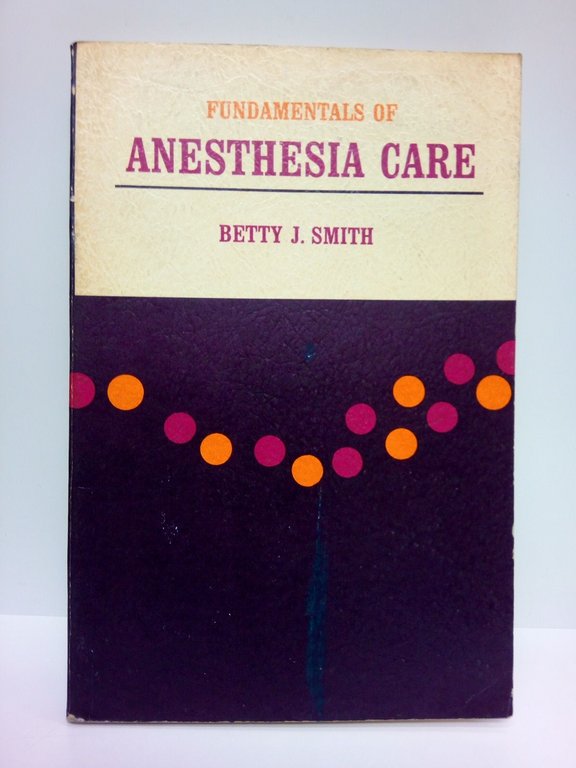 FUNDAMENTALS OF
ANESTHESIA CARE
BETTY J. SMITH